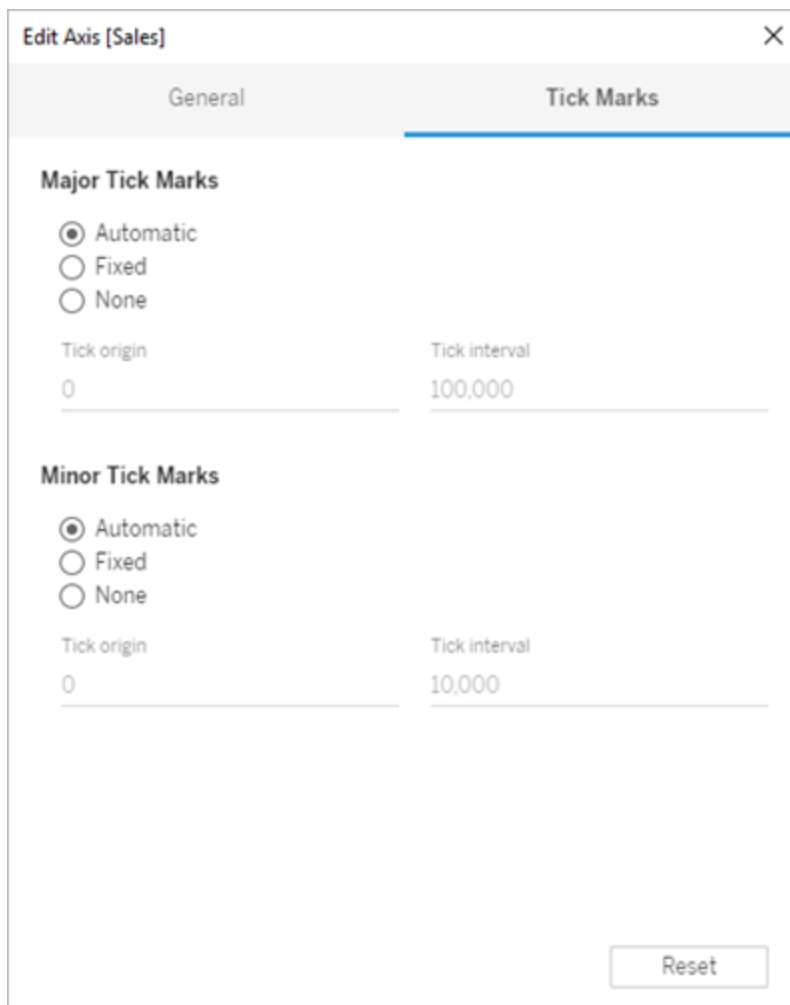 Edit Axis [Sales]
General Tick Marks
Major Tick Marks
Automatic
Fixed
None
Tick origin Tick interval
0 100,000
Minor Tick Marks
Automatic
Fixed
None
Tick origin Tick interval
0 10,000
Reset